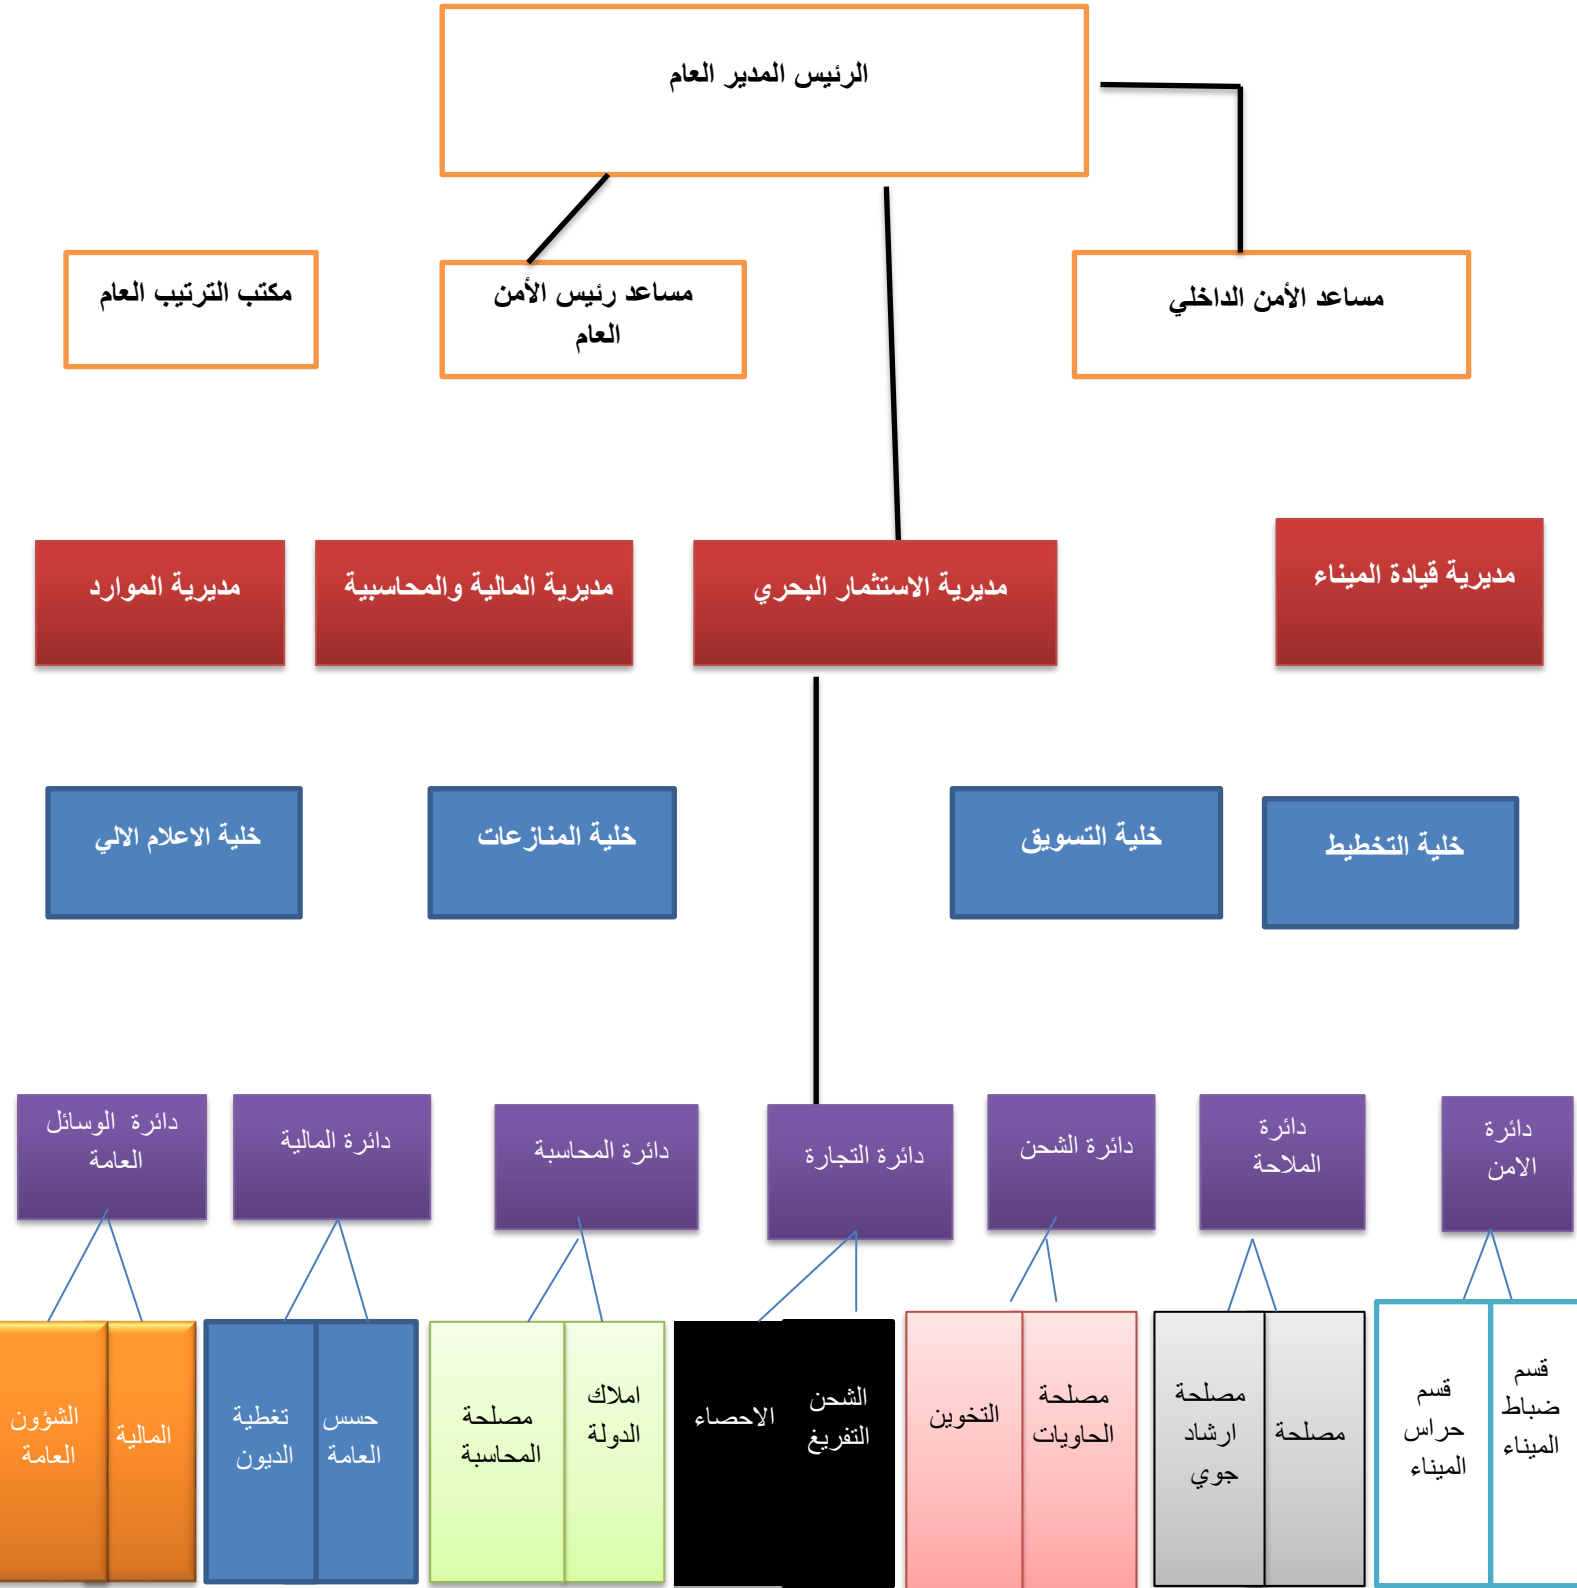 الرئيس المدير العام
مساعد الأمن الداخلي
مساعد رئيس الأمن
العام
مكتب الترتيب العام
مديرية قيادة الميناء
مديرية الاستثمار البحري
مديرية المالية والمحاسبية
مديرية الموارد
خلية التخطيط
خلية التسويق
خلية المنازعات
خلية الاعلام الالي
دائرة
الامن
دائرة
الملاحة
دائرة الشحن
دائرة التجارة
دائرة المحاسبة
دائرة المالية
دائرة الوسائل
العامة
قسم
ضباط
الميناء
قسم
حراس
الميناء
مصلحة
مصلحة
ارشاد
جوي
مصلحة
الحاويات
التخوين
الشحن
التفريغ
الاحصاء
املاك
الدولة
مصلحة
المحاسبة
حسس
العامة
تغطية
الديون
المالية
الشؤون
العامة